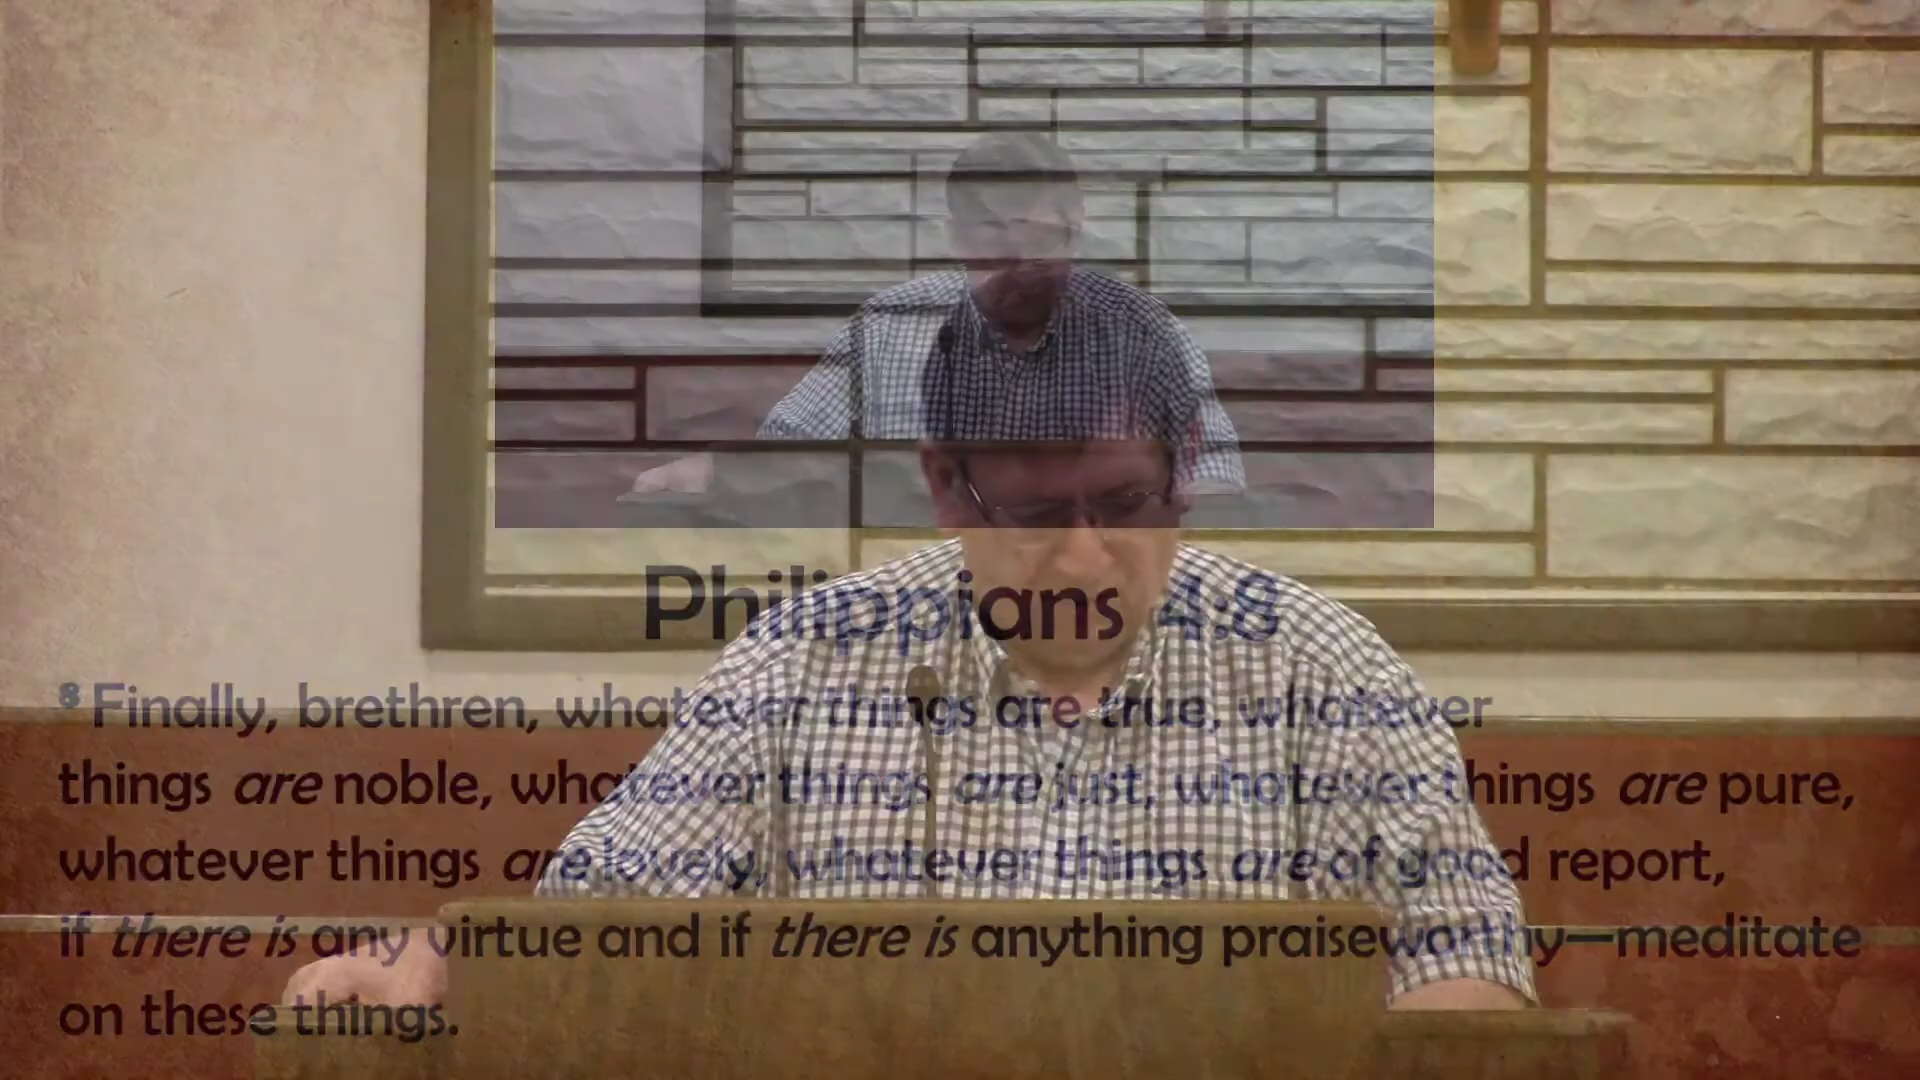 Philippians 4:8
8 Finally, brethren, whatever things are true, whatever
things are noble, whatever things are just, whatever things are pure,
whatever things are lovely, whatever things are of good report,
if there is any virtue and if there is anything praiseworthy—meditate
on these things.